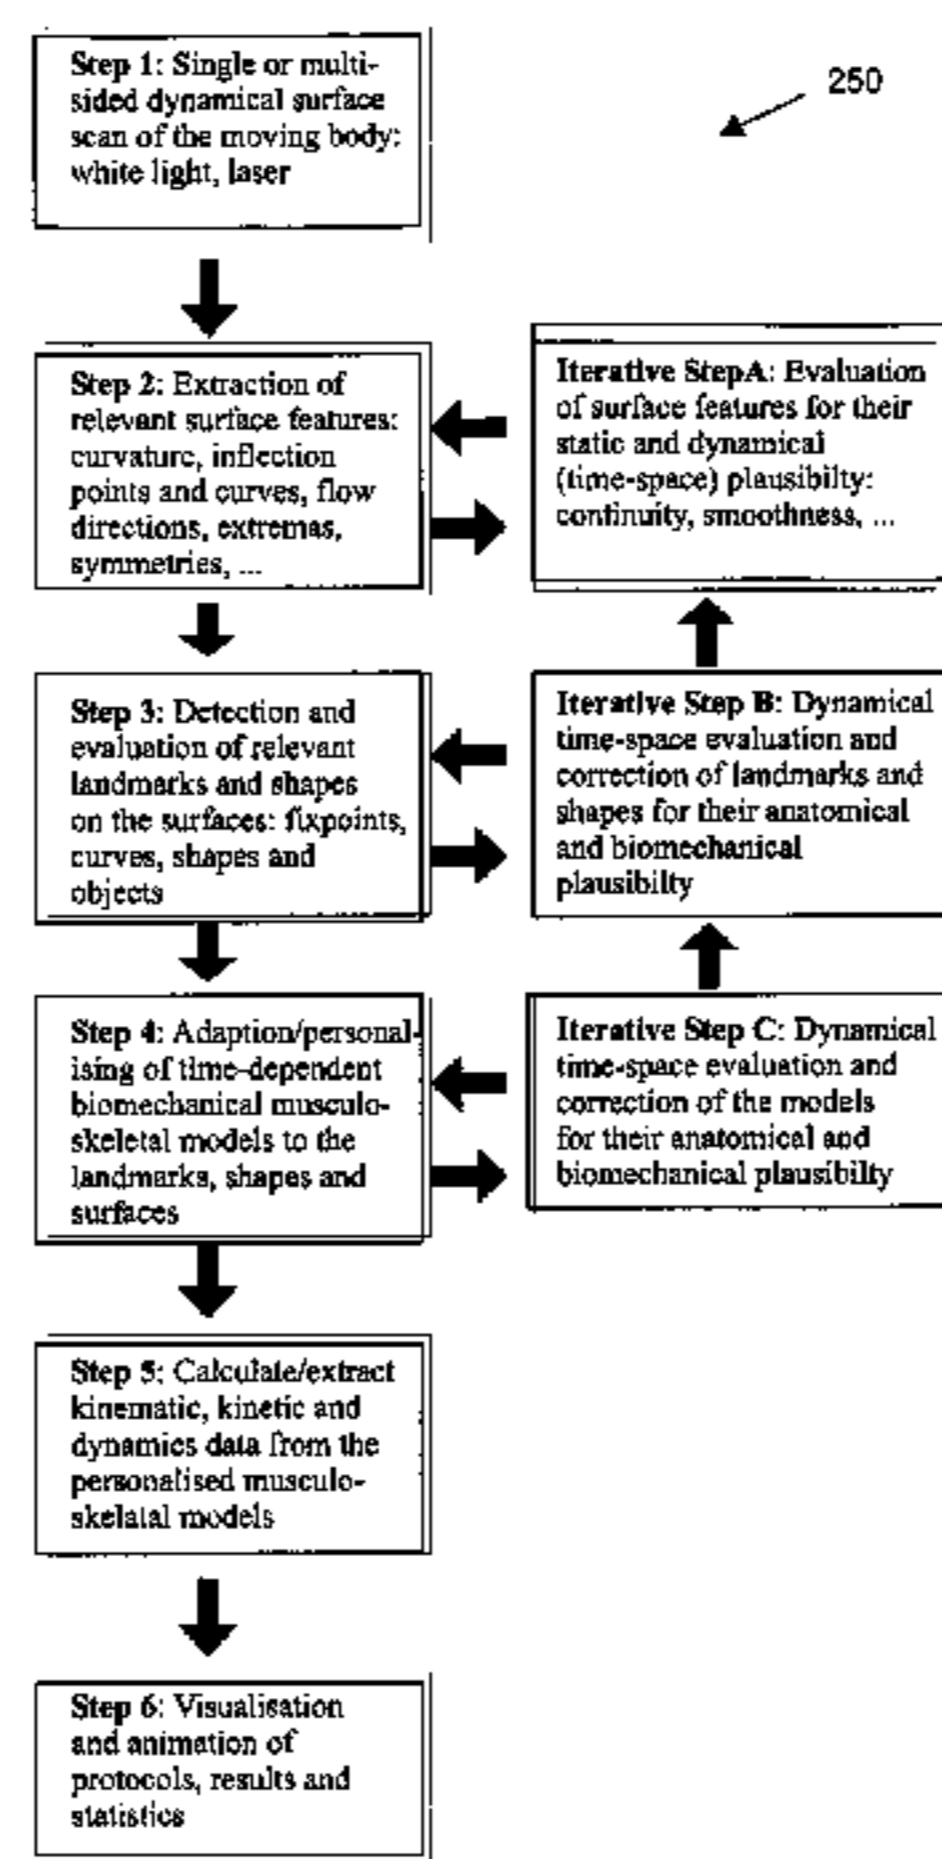 Step 1: Single or multi-
sided dynamical surface
scan of the moving body:
white light, laser
250
Step 2: Extraction of
relevant surface features:
curvature, inflection
points and curves, flow
directions, extremas,
symmetries, ...
Iterative StepA: Evaluation
of surface features for their
static and dynamical
(time-space) plausibilty:
continuity, smoothness, ...
Step 3: Detection and
evaluation of relevant
landmarks and shapes
on the surfaces: fixpoints,
curves, shapes and
objects
Iterative Step B: Dynamical
time-space evaluation and
correction of landmarks and
shapes for their anatomical
and biomechanical
plausibilty
Step 4: Adaption/personal-
ising of time-dependent
biomechanical musculo-
skeletal models to the
landmarks, shapes and
surfaces
Iterative Step C: Dynamical
time-space evaluation and
correction of the models
for their anatomical and
biomechanical plausibilty
Step 5: Calculate/extract
kinematic, kinetic and
dynamics data from the
personalised musculo-
skelatal models
Step 6: Visualisation
and animation of
protocols, results and
statistics